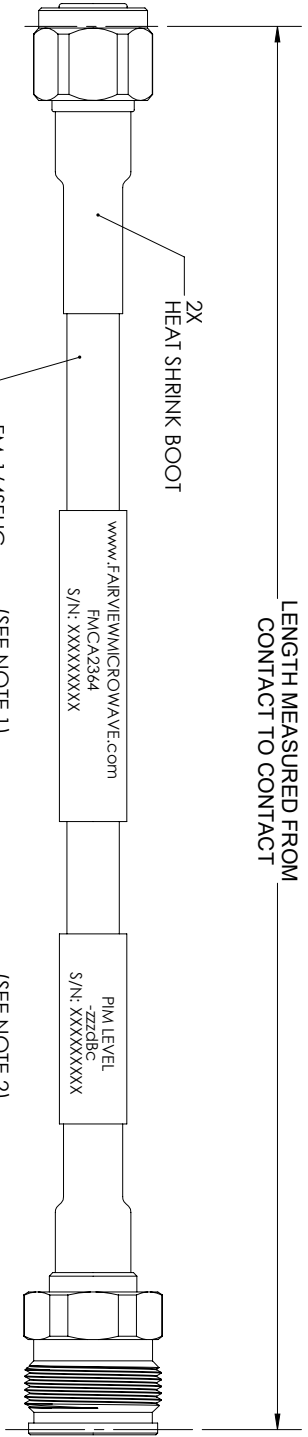 LENGTH MEASURED FROM
CONTACT TO CONTACT
2X
HEAT SHRINK BOOT
www.FAIRVIEWMICROWAVE.com
FMCA2364
S/N: XXXXXXXXX
PIM LEVEL
-zzzdBc
S/N: XXXXXXXXX
(SEE NOTE 1)
(SEE NOTE 2)